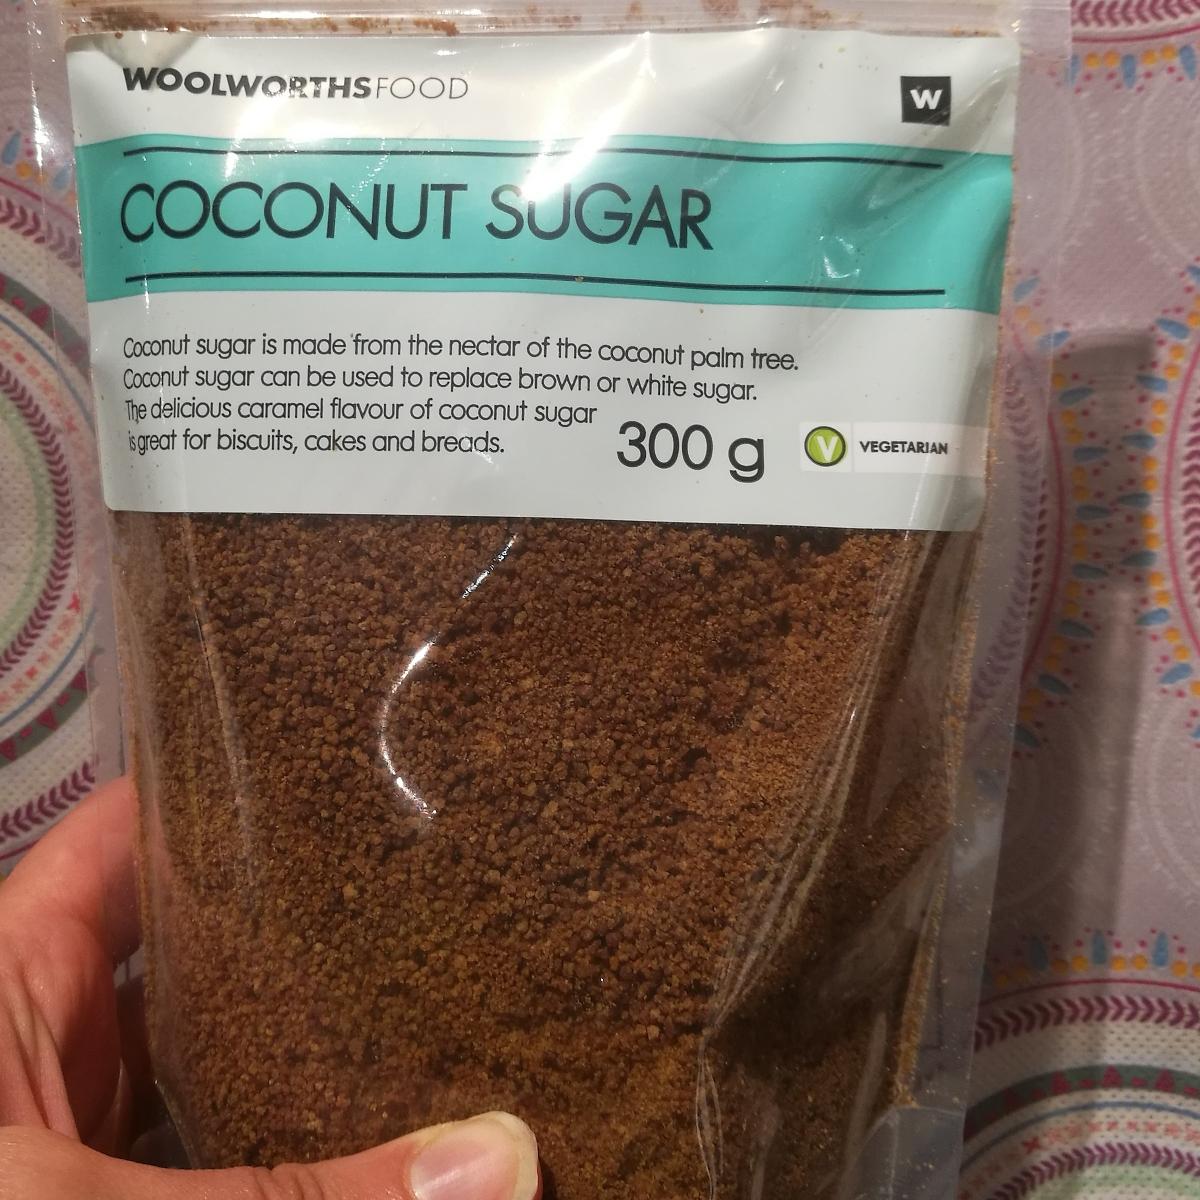 WOOLWORTHSFOOD
W
COCONUT SUGAR
Coconut sugar is made from the nectar of the coconut palm tree.
Coconut sugar can be used to replace brown or white sugar.
The delicious caramel flavour of coconut sugar
is great for biscuits, cakes and breads.
300 g
V VEGETARIAN